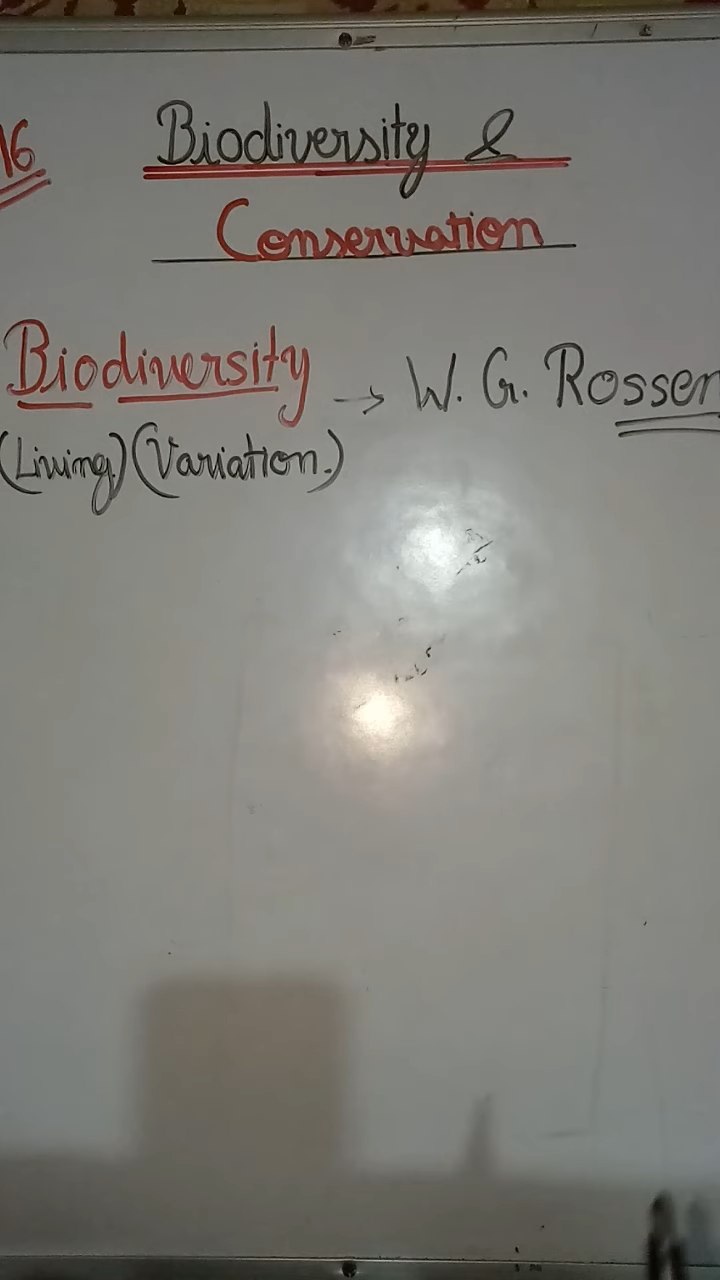 16
Biodiversity &
Conservation
Biodiversity → W. G. Rossen
(Living) (Variation.)